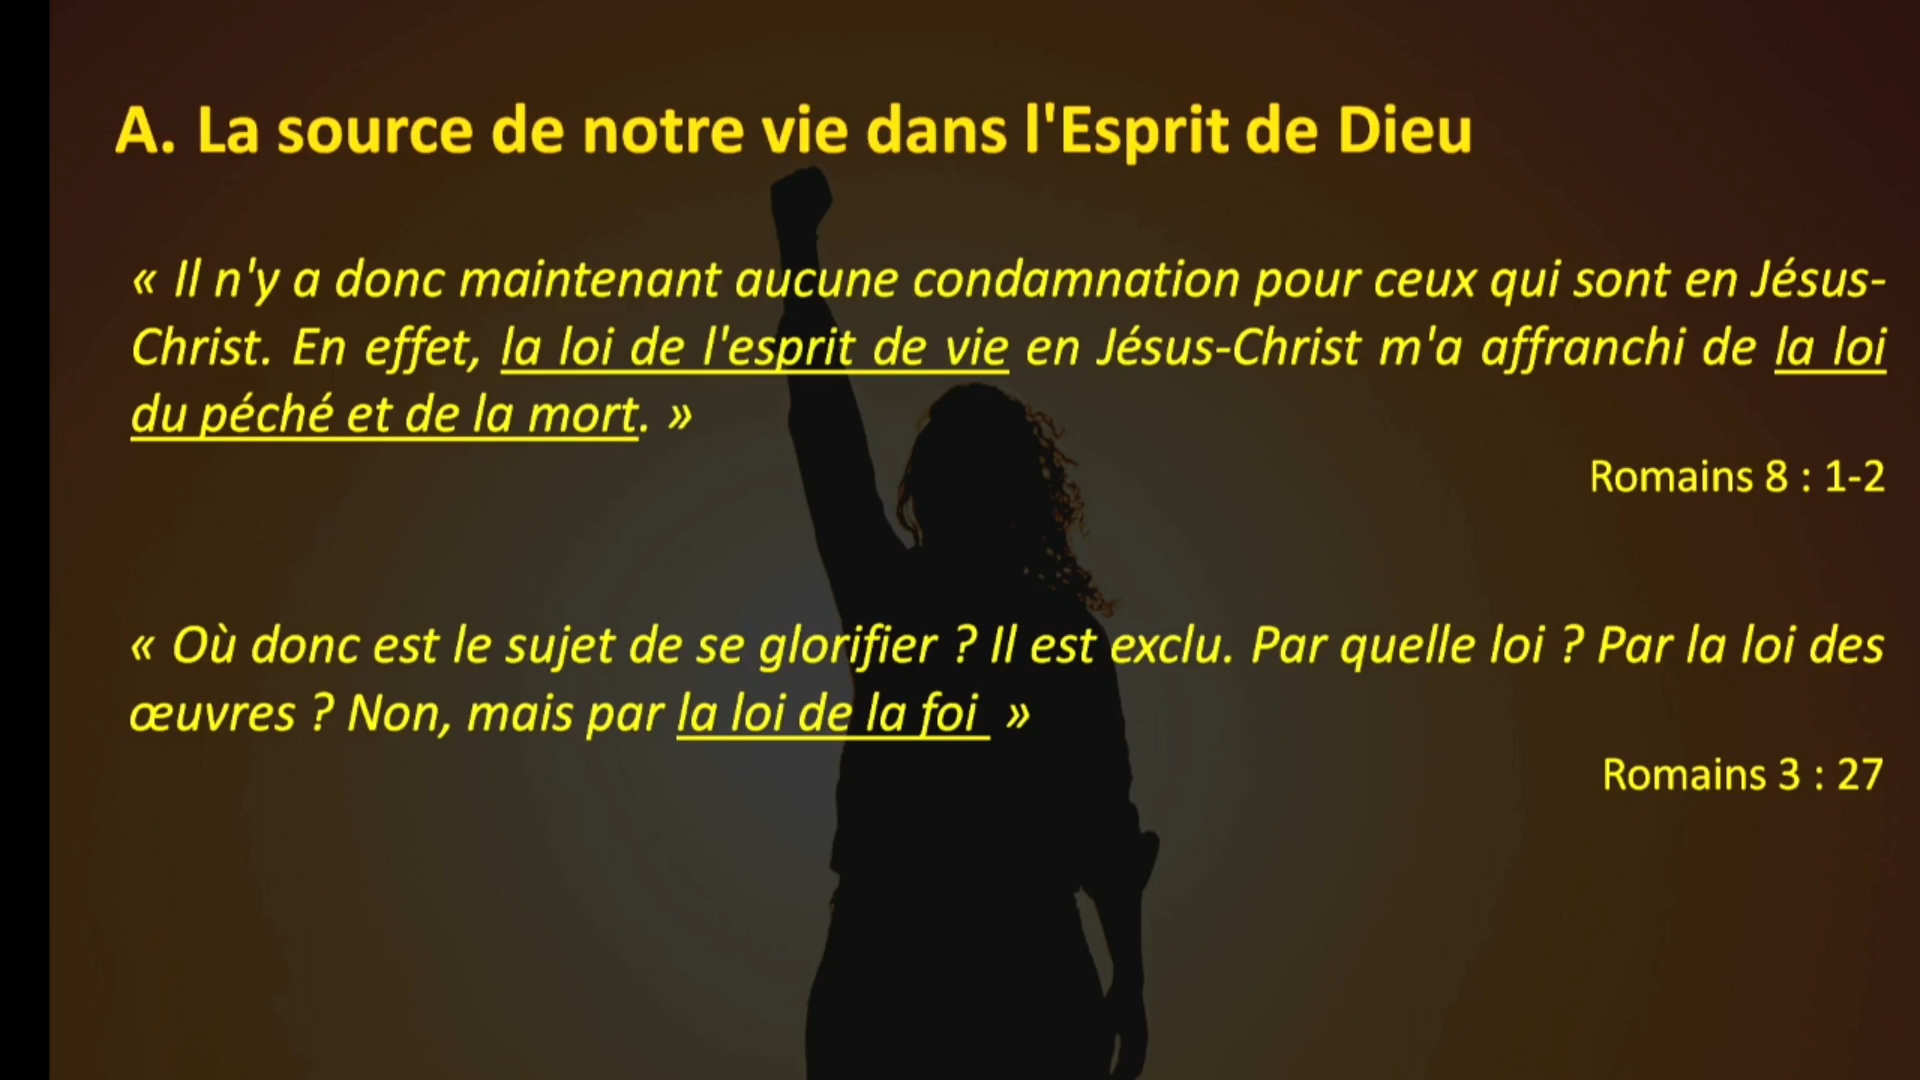 A. La source de notre vie dans l'Esprit de Dieu
« Il n'y a donc maintenant aucune condamnation pour ceux qui sont en Jésus-
Christ. En effet, la loi de l'esprit de vie en Jésus-Christ m'a affranchi de la loi
du péché et de la mort. »
Romains 8 : 1-2
« Où donc est le sujet de se glorifier ? Il est exclu. Par quelle loi ? Par la loi des
œuvres ? Non, mais par la loi de la foi  »
Romains 3 : 27